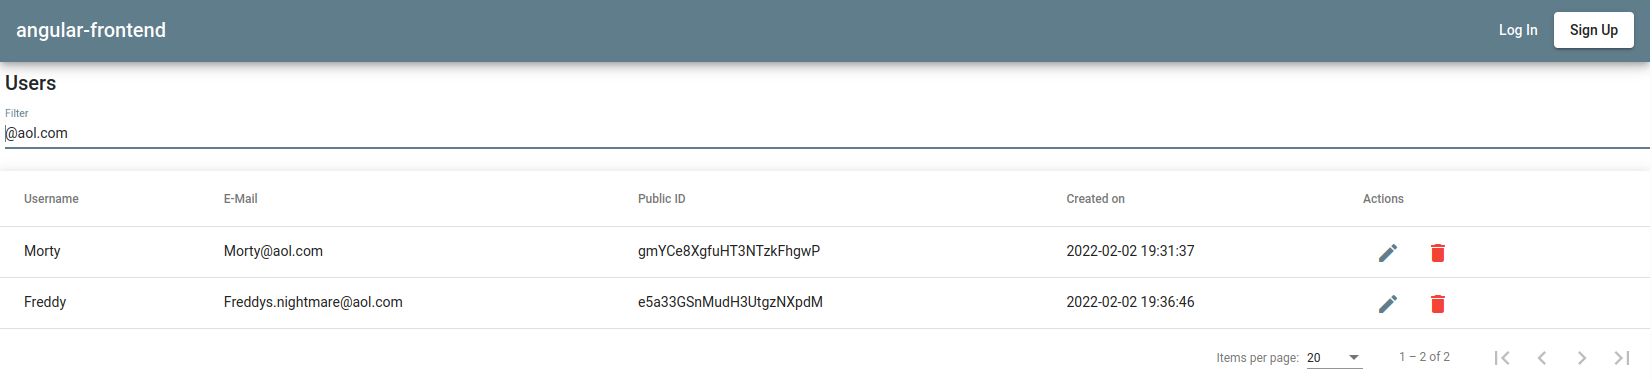 angular-frontend Log In Sign Up
Users
Filter
@aol.com
Username E-Mail Public ID Created on Actions
Morty Morty@aol.com gmYCe8XgfuHT3NTzkFhgwP 2022-02-02 19:31:37
Freddy Freddys.nightmare@aol.com e5a33GSnMudH3UtgzNXpdM 2022-02-02 19:36:46
Items per page: 20 1 – 2 of 2